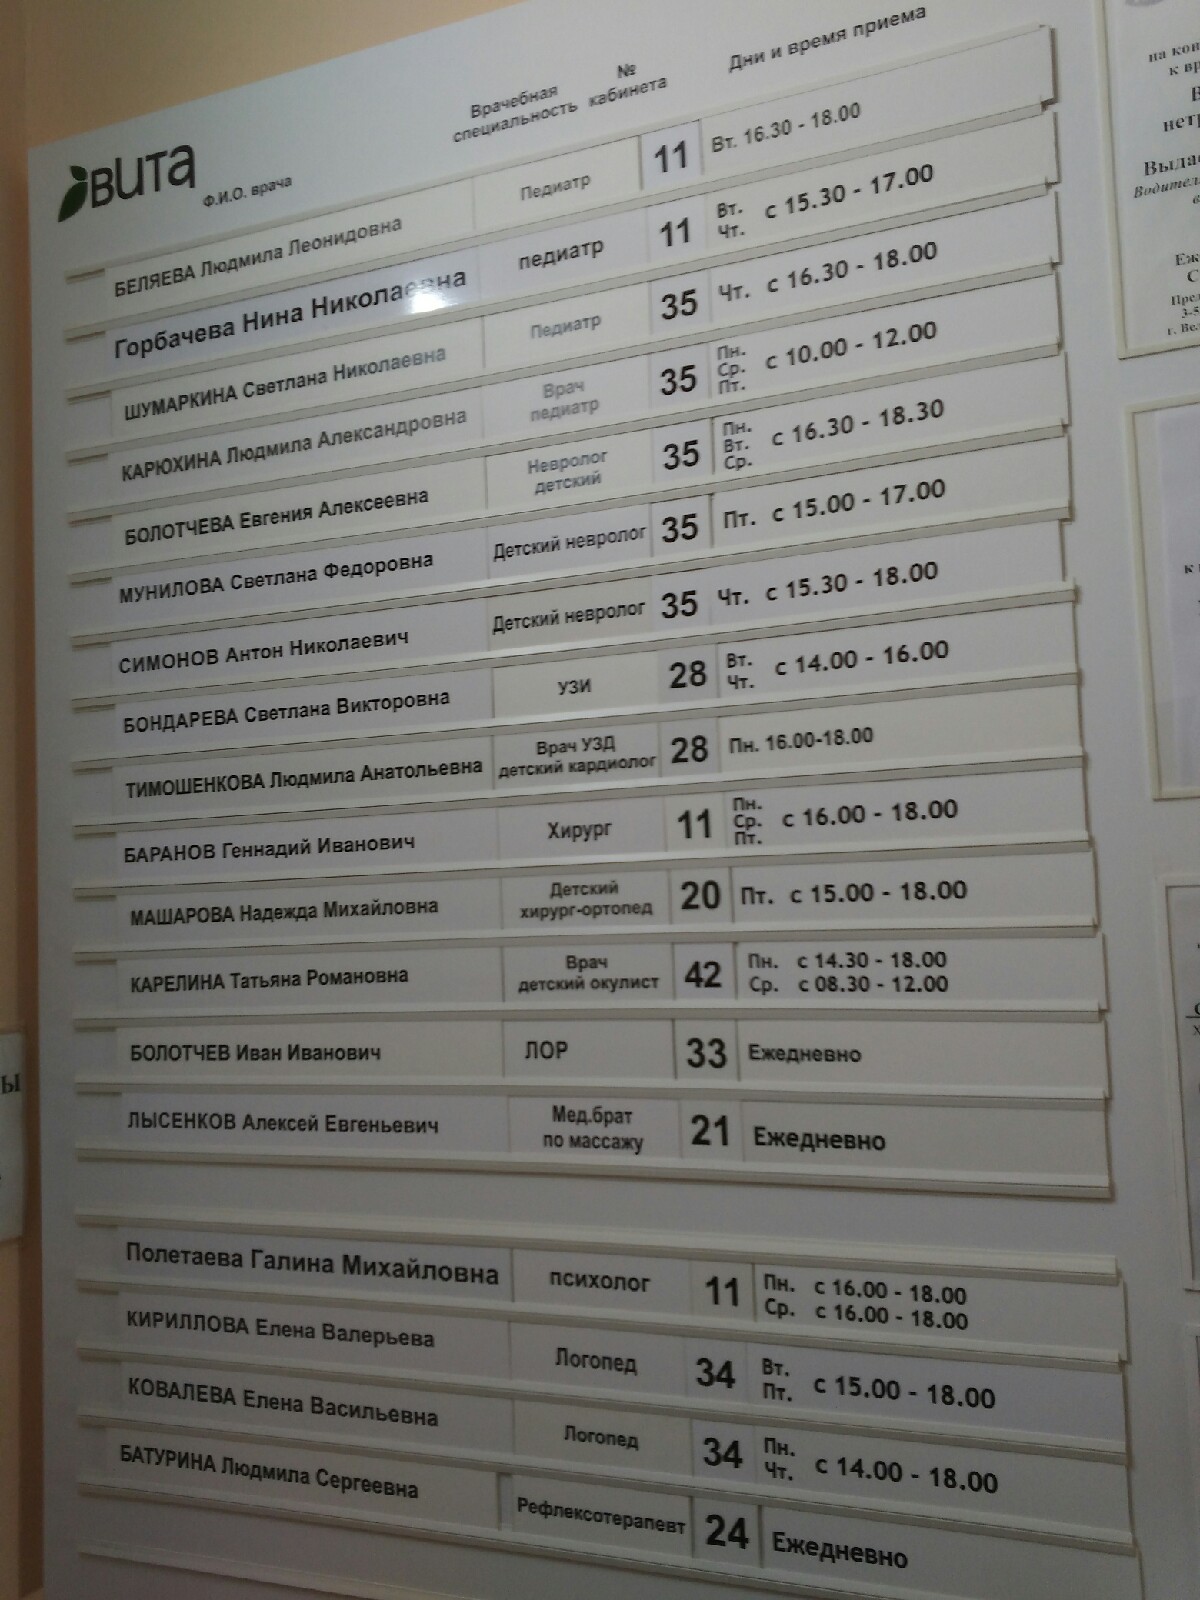 Вита
Ф.И.О. врача
Врачебная специальность
№ кабинета
Дни и время приема
БЕЛЯЕВА Людмила Леонидовна Педиатр 11 Вт. 16.30 - 18.00
Горбачева Нина Николаевна педиатр 11 Вт. Чт. с 15.30 - 17.00
ШУМАРКИНА Светлана Николаевна Педиатр 35 Чт. с 16.30 - 18.00
КАРЮХИНА Людмила Александровна Врач педиатр 35 Пн. Ср. Пт. с 10.00 - 12.00
БОЛОТЧЕВА Евгения Алексеевна Невролог детский 35 Пн. Вт. Ср. с 16.30 - 18.30
МУНИЛОВА Светлана Федоровна Детский невролог 35 Пт. с 15.00 - 17.00
СИМОНОВ Антон Николаевич Детский невролог 35 Чт. с 15.30 - 18.00
БОНДАРЕВА Светлана Викторовна УЗИ 28 Вт. Чт. с 14.00 - 16.00
ТИМОШЕНКОВА Людмила Анатольевна Врач УЗД детский кардиолог 28 Пн. 16.00-18.00
БАРАНОВ Геннадий Иванович Хирург 11 Пн. Ср. Пт. с 16.00 - 18.00
МАШАРОВА Надежда Михайловна Детский хирург-ортопед 20 Пт. с 15.00 - 18.00
КАРЕЛИНА Татьяна Романовна Врач детский окулист 42 Пн. с 14.30 - 18.00 Ср. с 08.30 - 12.00
БОЛОТЧЕВ Иван Иванович ЛОР 33 Ежедневно
ЛЫСЕНКОВ Алексей Евгеньевич Мед.брат по массажу 21 Ежедневно
Полетаева Галина Михайловна психолог 11 Пн. с 16.00 - 18.00 Ср. с 16.00 - 18.00
КИРИЛЛОВА Елена Валерьева Логопед 34 Вт. Пт. с 15.00 - 18.00
КОВАЛЕВА Елена Васильевна Логопед 34 Пн. Чт. с 14.00 - 18.00
БАТУРИНА Людмила Сергеевна Рефлексотерапевт 24 Ежедневно